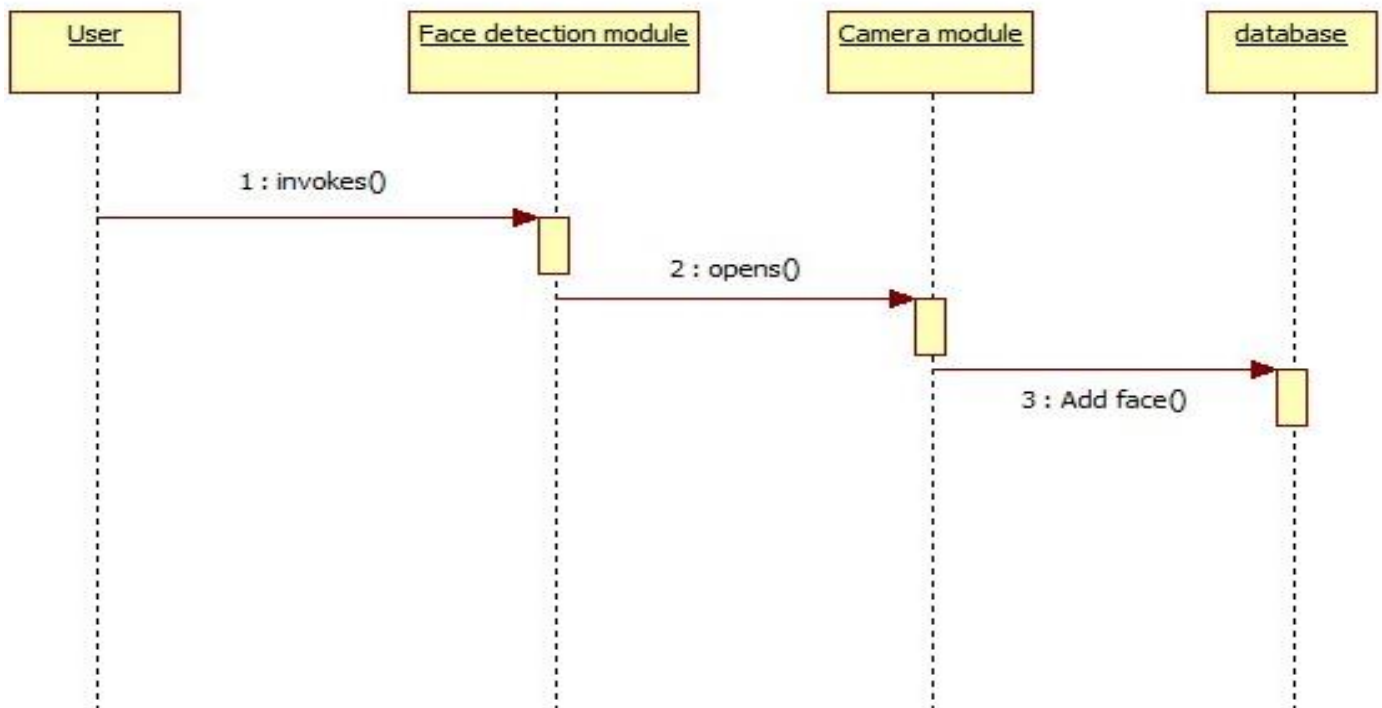 User
Face detection module
Camera module
database
1 : invokes()
2 : opens()
3 : Add face()